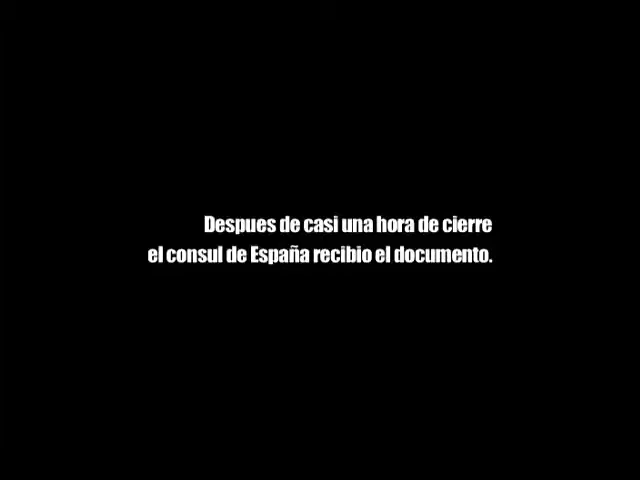 Despues de casi una hora de cierre
el consul de España recibio el documento.